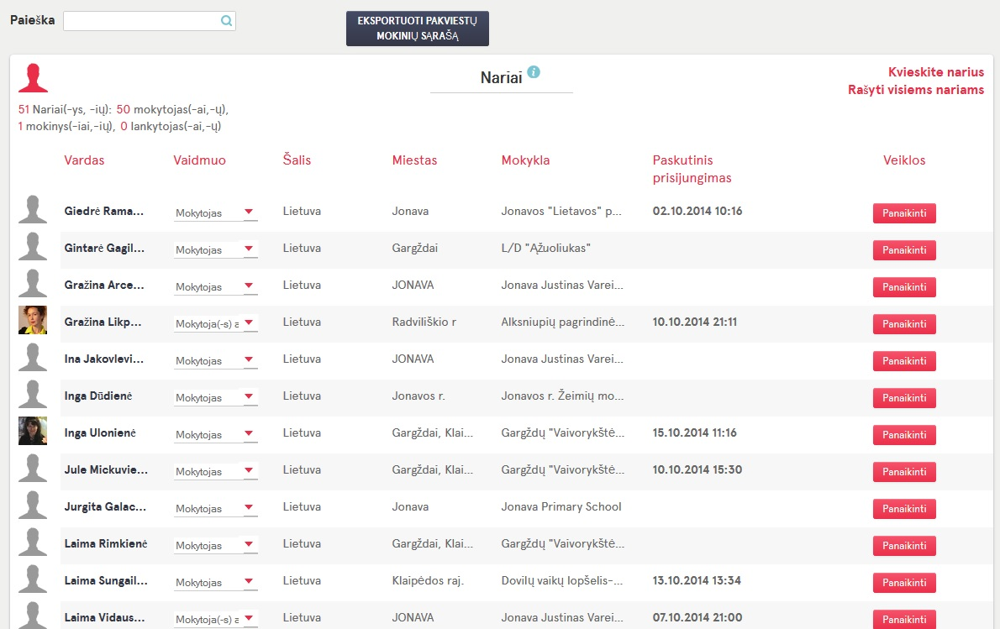 Paieška
EKSPORTUOTI PAKVIESTŲ
MOKINIŲ SĄRAŠĄ
Nariai i
Kvieskite narius
Rašyti visiems nariams
51 Nariai(-ys, -ių): 50 mokytojas(-ai,-ų),
1 mokinys(-iai,-ių), 0 lankytojas(-ai,-ų)
Vardas Vaidmuo Šalis Miestas Mokykla Paskutinis Veiklos
prisijungimas
Giedrė Rama... Mokytojas Lietuva Jonava Jonavos "Lietavos" p... 02.10.2014 10:16 Panaikinti
Gintarė Gagil... Mokytojas Lietuva Gargždai L/D "Ąžuoliukas" Panaikinti
Gražina Arce... Mokytojas Lietuva JONAVA Jonava Justinas Varei... Panaikinti
Gražina Likp... Mokytoja(-s) a Lietuva Radviliškio r Alksniupių pagrindinė... 10.10.2014 21:11 Panaikinti
Ina Jakovlevi... Mokytojas Lietuva JONAVA Jonava Justinas Varei... Panaikinti
Inga Dūdienė Mokytojas Lietuva Jonavos r. Jonavos r. Žeimių mo... Panaikinti
Inga Ulonienė Mokytojas Lietuva Gargždai, Klai... Gargždų "Vaivorykštė... 15.10.2014 11:16 Panaikinti
Jule Mickuvie... Mokytojas Lietuva Gargždai, Klai... Gargždų "Vaivorykštė... 10.10.2014 15:30 Panaikinti
Jurgita Galac... Mokytojas Lietuva Jonava Jonava Primary School Panaikinti
Laima Rimkienė Mokytojas Lietuva Gargždai, Klai... Gargždų "Vaivorykštė... Panaikinti
Laima Sungail... Mokytojas Lietuva Klaipėdos raj. Dovilų vaikų lopšelis-... 13.10.2014 13:34 Panaikinti
Laima Vidaus... Mokytoja(-s) a Lietuva JONAVA Jonava Justinas Varei... 07.10.2014 21:00 Panaikinti